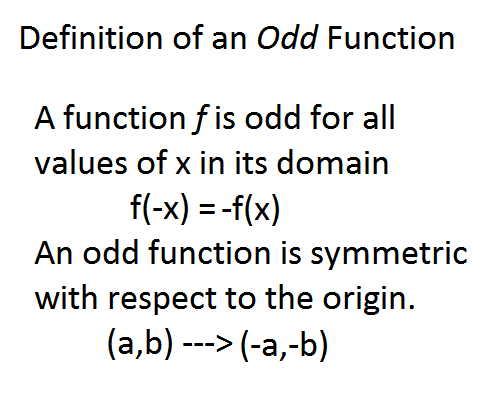 Definition of an Odd Function
A function f is odd for all
values of x in its domain
f(-x) = -f(x)
An odd function is symmetric
with respect to the origin.
(a,b) ---> (-a,-b)